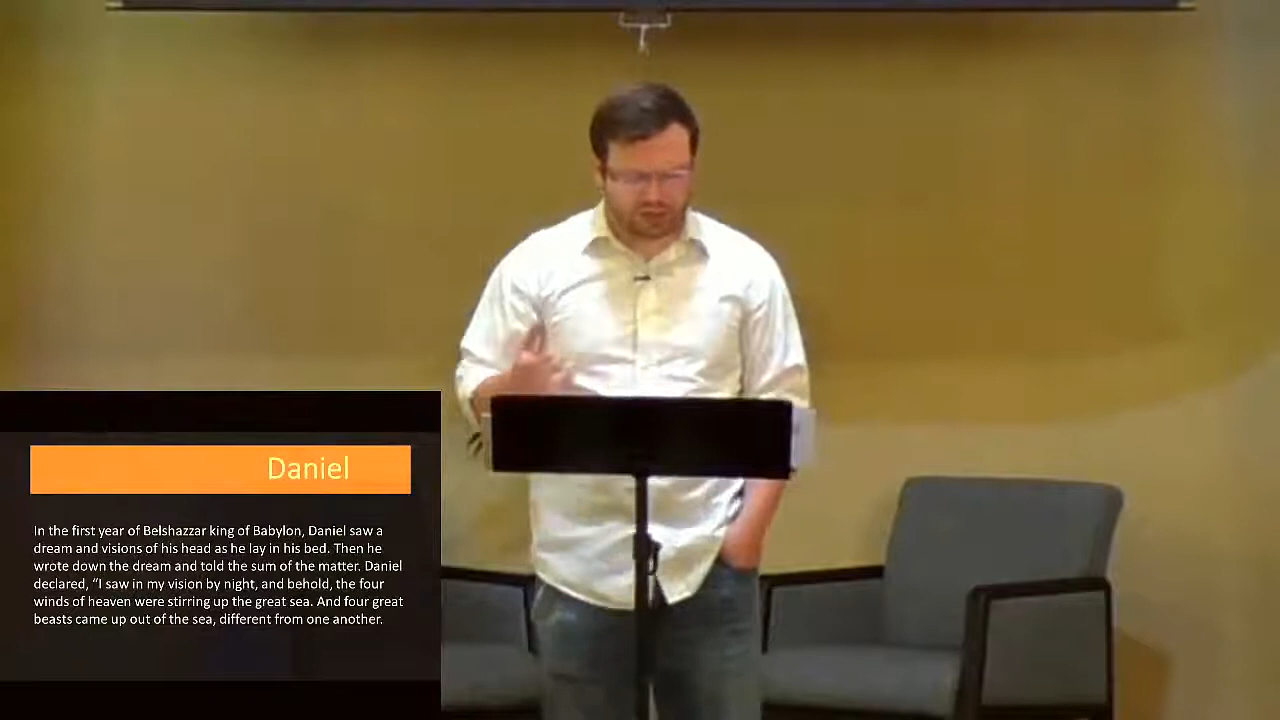 Daniel
In the first year of Belshazzar king of Babylon, Daniel saw a
dream and visions of his head as he lay in his bed. Then he
wrote down the dream and told the sum of the matter. Daniel
declared, “I saw in my vision by night, and behold, the four
winds of heaven were stirring up the great sea. And four great
beasts came up out of the sea, different from one another.